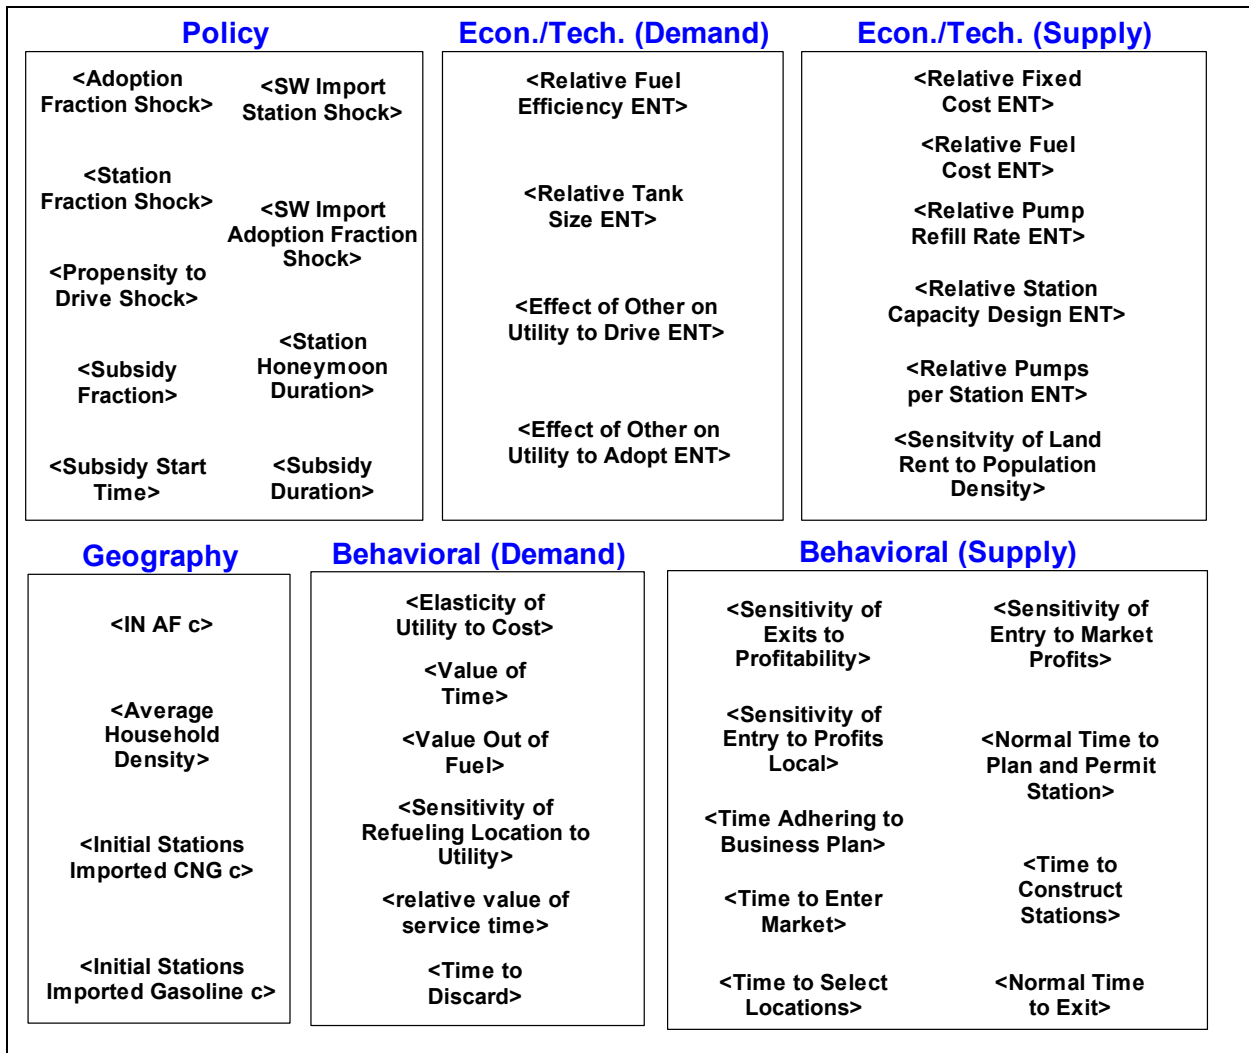 Policy
<Adoption
Fraction Shock>
<SW Import
Station Shock>
<Station
Fraction Shock>
<SW Import
Adoption Fraction
Shock>
<Propensity to
Drive Shock>
<Station
Honeymoon
Duration>
<Subsidy
Fraction>
<Subsidy Start
Time>
<Subsidy
Duration>
Econ./Tech. (Demand)
<Relative Fuel
Efficiency ENT>
<Relative Tank
Size ENT>
<Effect of Other on
Utility to Drive ENT>
<Effect of Other on
Utility to Adopt ENT>
Econ./Tech. (Supply)
<Relative Fixed
Cost ENT>
<Relative Fuel
Cost ENT>
<Relative Pump
Refill Rate ENT>
<Relative Station
Capacity Design ENT>
<Relative Pumps
per Station ENT>
<Sensitvity of Land
Rent to Population
Density>
Geography
<IN AF c>
<Average
Household
Density>
<Initial Stations
Imported CNG c>
<Initial Stations
Imported Gasoline c>
Behavioral (Demand)
<Elasticity of
Utility to Cost>
<Value of
Time>
<Value Out of
Fuel>
<Sensitivity of
Refueling Location to
Utility>
<relative value of
service time>
<Time to
Discard>
Behavioral (Supply)
<Sensitivity of
Exits to
Profitability>
<Sensitivity of
Entry to Market
Profits>
<Sensitivity of
Entry to Profits
Local>
<Normal Time to
Plan and Permit
Station>
<Time Adhering to
Business Plan>
<Time to
Construct
Stations>
<Time to Enter
Market>
<Time to Select
Locations>
<Normal Time
to Exit>